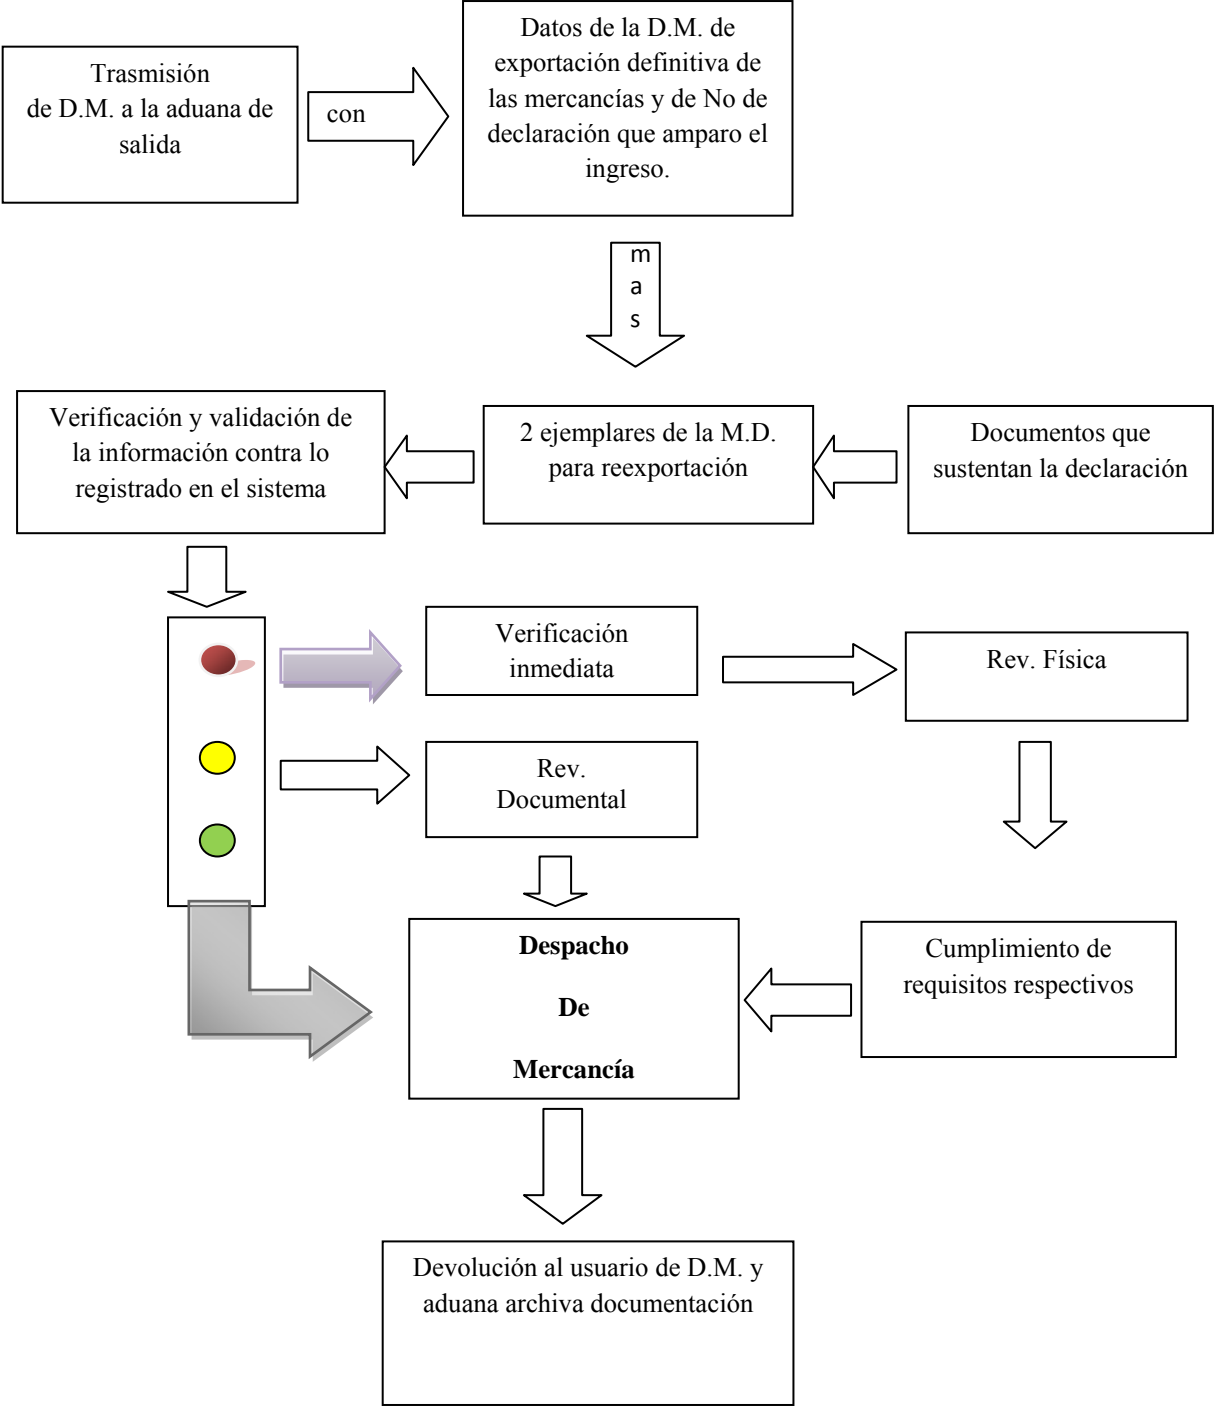 Trasmisión
de D.M. a la aduana de
salida
con
Datos de la D.M. de
exportación definitiva de
las mercancías y de No de
declaración que amparo el
ingreso.
m
a
s
Verificación y validación de
la información contra lo
registrado en el sistema
2 ejemplares de la M.D.
para reexportación
Documentos que
sustentan la declaración
Verificación
inmediata
Rev. Física
Rev.
Documental
Despacho
De
Mercancía
Cumplimiento de
requisitos respectivos
Devolución al usuario de D.M. y
aduana archiva documentación